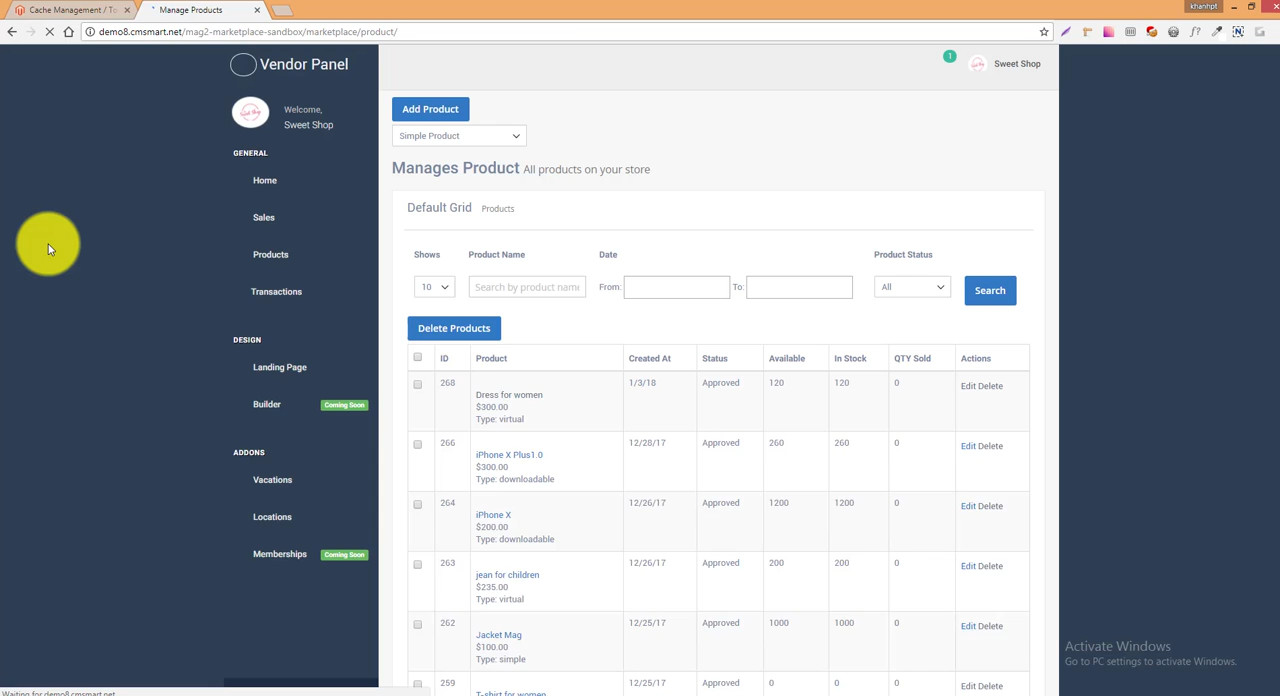 Cache Management / To
Manage Products
khanhpt
demo8.cmsmart.net/mag2-marketplace-sandbox/marketplace/product/
Vendor Panel
1
Sweet Shop
Welcome,
Sweet Shop
GENERAL
Home
Sales
Products
Transactions
DESIGN
Landing Page
Builder Coming Soon
ADDONS
Vacations
Locations
Memberships Coming Soon
Add Product
Simple Product
Manages Product All products on your store
Default Grid Products
Shows Product Name Date Product Status
10 Search by product name From: To: All Search
Delete Products
ID Product Created At Status Available In Stock QTY Sold Actions
268 1/3/18 Approved 120 120 0 Edit Delete
Dress for women
$300.00
Type: virtual
266 12/28/17 Approved 260 260 0 Edit Delete
iPhone X Plus1.0
$300.00
Type: downloadable
264 12/26/17 Approved 1200 1200 0 Edit Delete
iPhone X
$200.00
Type: downloadable
263 12/26/17 Approved 200 200 0 Edit Delete
jean for children
$235.00
Type: virtual
262 12/25/17 Approved 1000 1000 0 Edit Delete
Jacket Mag
$100.00
Type: simple
259 12/25/17 Approved 0 0 0 Edit Delete
T-shirt for women
Activate Windows
Go to PC settings to activate Windows.
Waiting for demo8.cmsmart.net